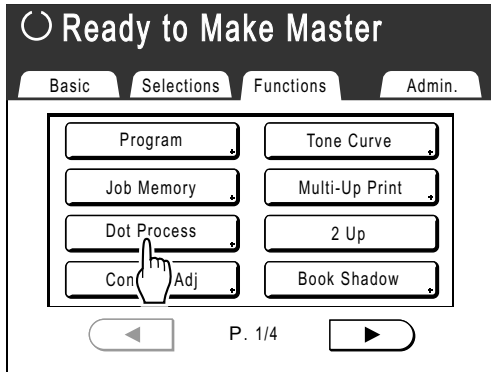 Ready to Make Master
Basic Selections Functions Admin.
Program Tone Curve
Job Memory Multi-Up Print
Dot Process 2 Up
Adj Book Shadow
P. 1/4